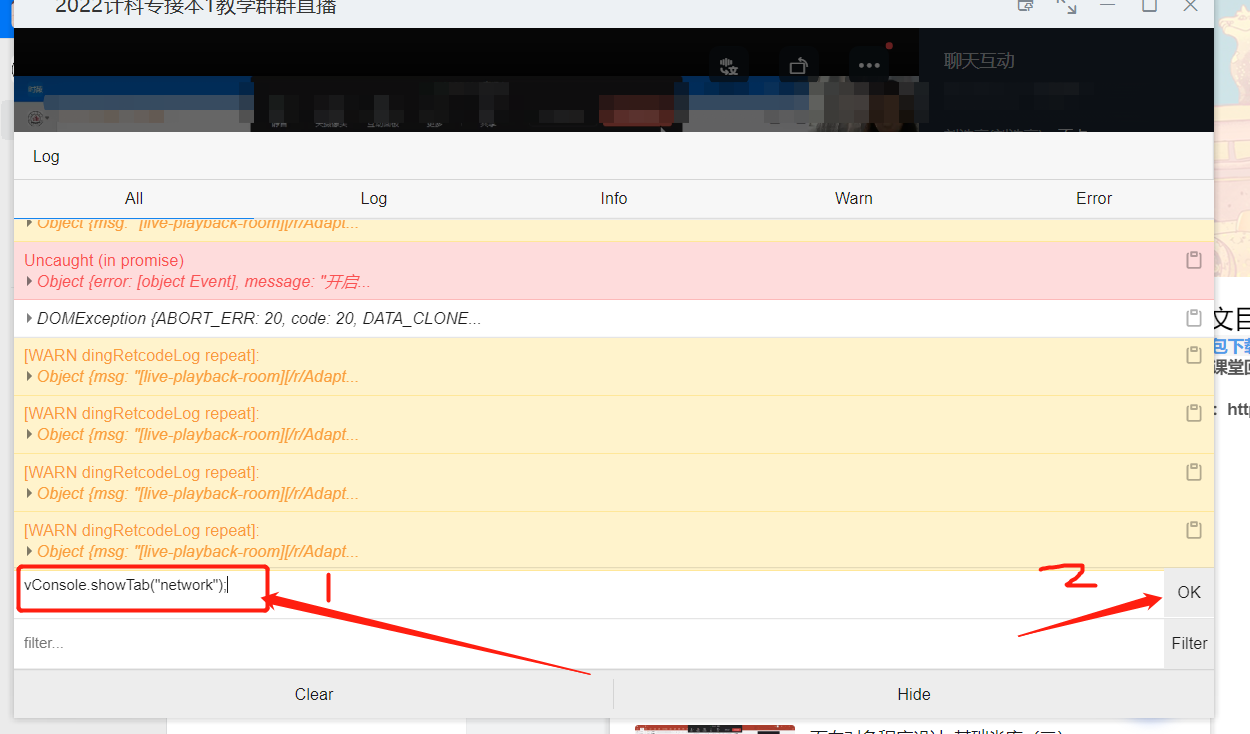 2022计科专接本1教学群群直播
聊天互动
时间
Log
All
Log
Info
Warn
Error
Object {msg: "[live-playback-room][/r/Adapt...
Uncaught (in promise)
Object {error: [object Event], message: "开启...
DOMException {ABORT_ERR: 20, code: 20, DATA_CLONE...
[WARN dingRetcodeLog repeat]:
Object {msg: "[live-playback-room][/r/Adapt...
[WARN dingRetcodeLog repeat]:
Object {msg: "[live-playback-room][/r/Adapt...
[WARN dingRetcodeLog repeat]:
Object {msg: "[live-playback-room][/r/Adapt...
[WARN dingRetcodeLog repeat]:
Object {msg: "[live-playback-room][/r/Adapt...
vConsole.showTab("network");
1
2
OK
filter...
Filter
Clear
Hide
文目
包下载
课堂回
: http